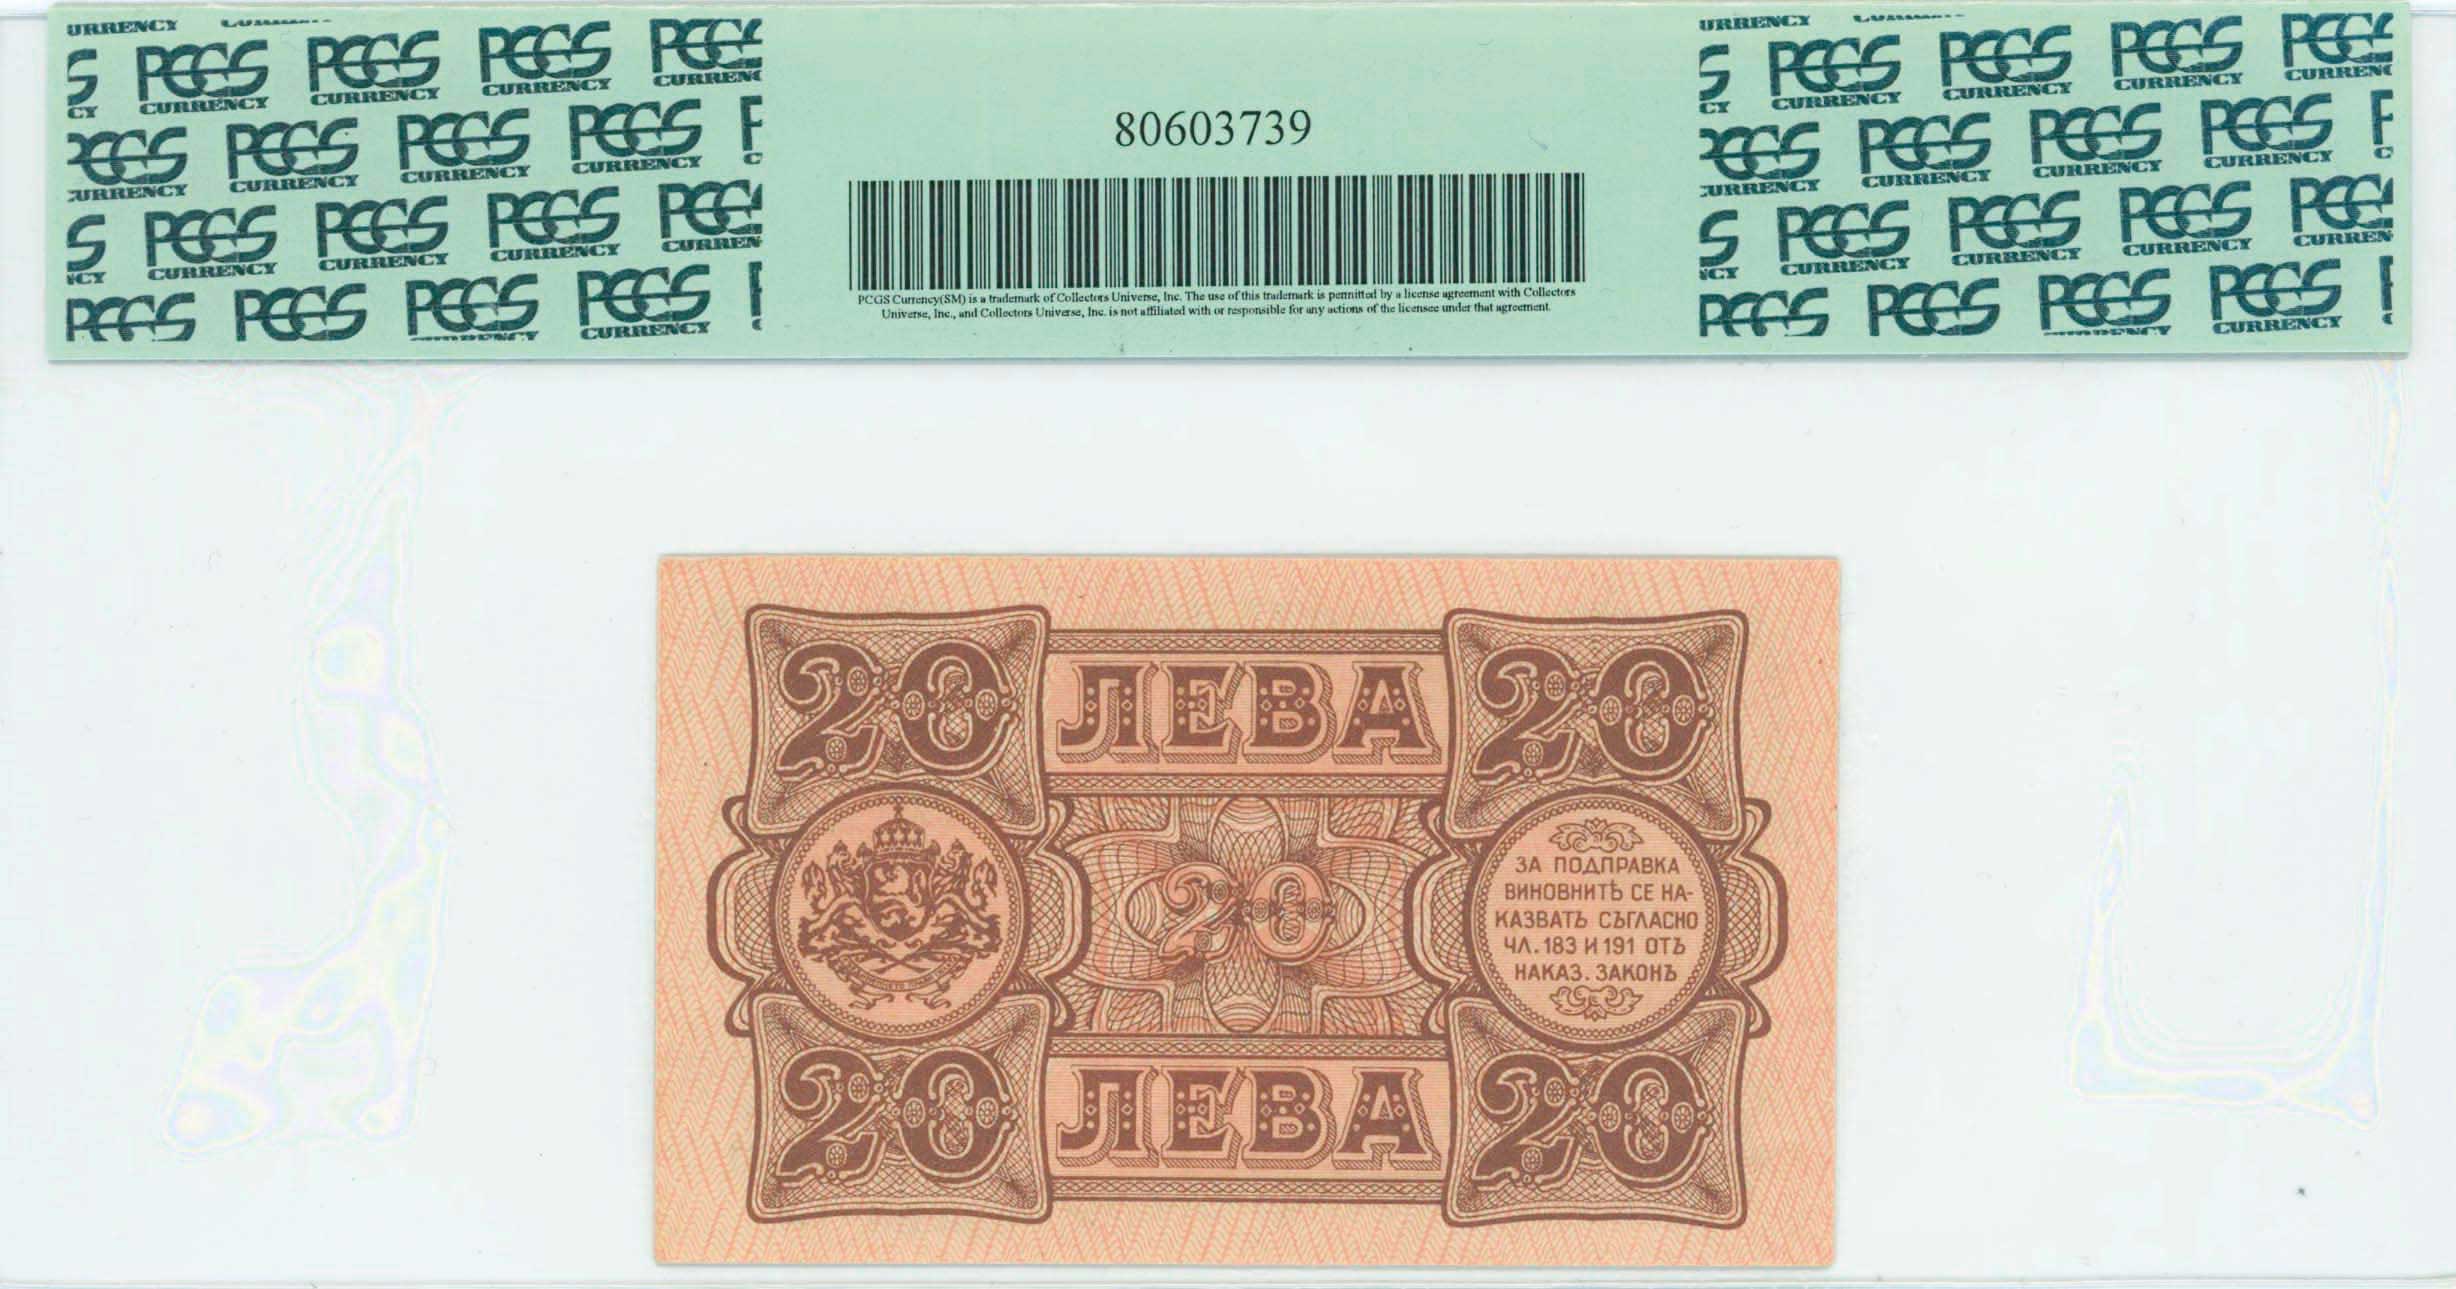 80603739
PCGS Currency(SM) is a trademark of Collectors Universe, Inc. The use of this trademark is permitted by a license agreement with Collectors
Universe, Inc., and Collectors Universe, Inc. is not affiliated with or responsible for any actions of the licensee under that agreement.
PCGS CURRENCY
20 ЛЕВА 20
20
ЗА ПОДПРАВКА
ВИНОВНИТѢ СЕ НА-
КАЗВАТЪ СЪГЛАСНО
ЧЛ. 183 И 191 ОТЪ
НАКАЗ. ЗАКОНЪ
20 ЛЕВА 20